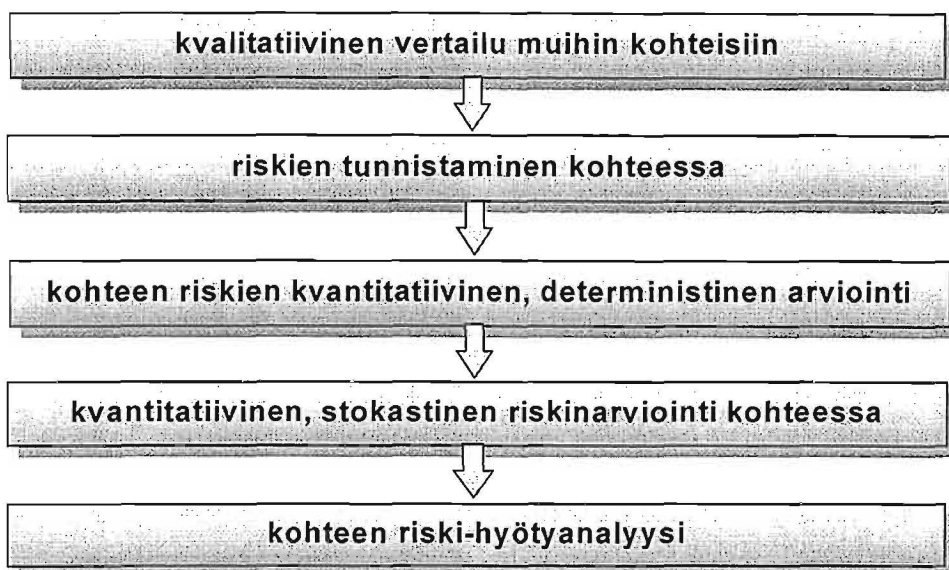 kvalitatiivinen vertailu muihin kohteisiin
riskien tunnistaminen kohteessa
kohteen riskien kvantitatiivinen, deterministinen arviointi
kvantitatiivinen, stokastinen riskinarviointi kohteessa
kohteen riski-hyötyanalyysi